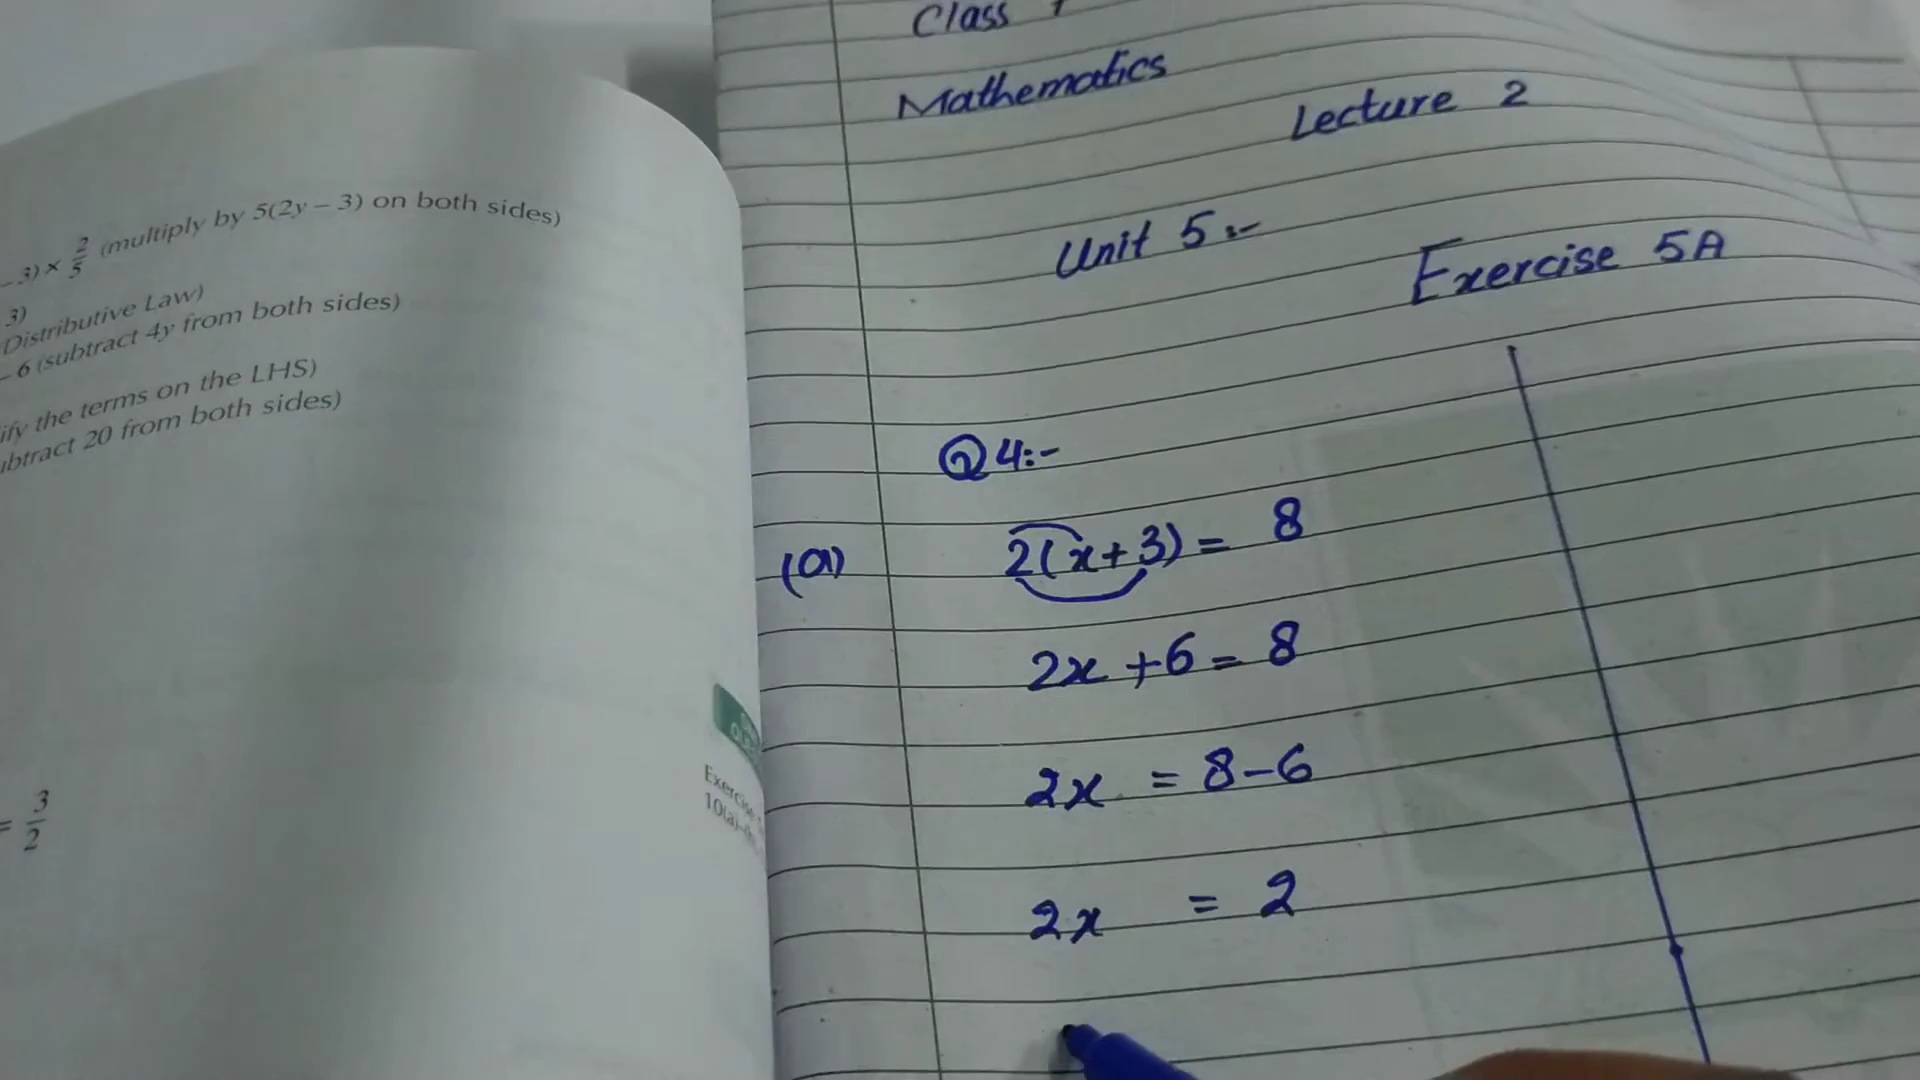 – 3) × 2/5 (multiply by 5(2y – 3) on both sides)
3)
Distributive Law)
– 6 (subtract 4y from both sides)
ify the terms on the LHS)
ubtract 20 from both sides)
= 3/2
Exercise
10(a)
Class
Mathematics
Lecture 2
Unit 5:-
Exercise 5A
Q4:-
(a) 2(x+3) = 8
2x +6 = 8
2x = 8-6
2x = 2